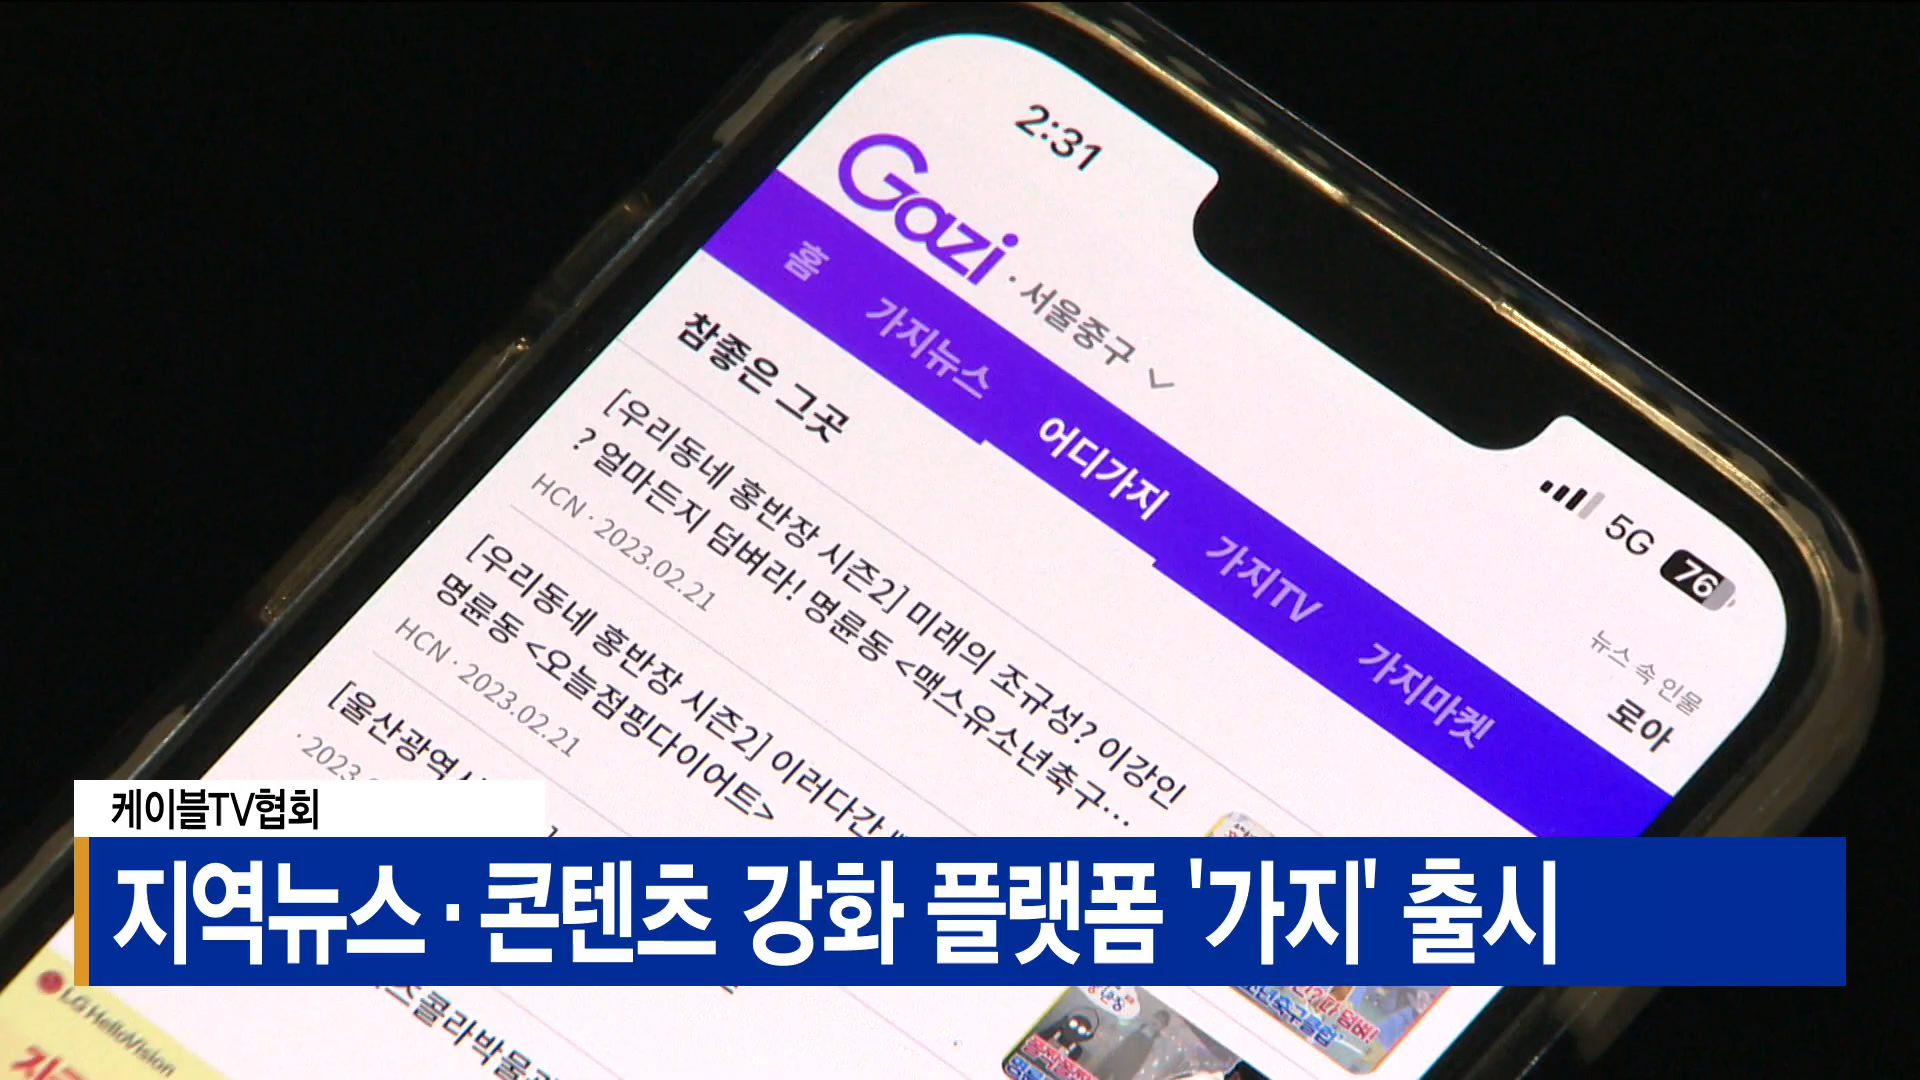 2:31
5G 76
Gazi · 서울중구
뉴스 속 인물
로아
홈 가지뉴스 어디가지 가지TV 가지마켓
참좋은 그곳
[우리동네 홍반장 시즌2] 미래의 조규성? 이강인
? 얼마든지 덤벼라! 명륜동 <맥스유소년축구...
HCN · 2023.02.21
[우리동네 홍반장 시즌2] 이러다간
명륜동 <오늘점핑다이어트>
HCN · 2023.02.21
[울산광역시
· 2023.
콜라박물관
LG HelloVision
케이블TV협회
지역뉴스·콘텐츠 강화 플랫폼 '가지' 출시